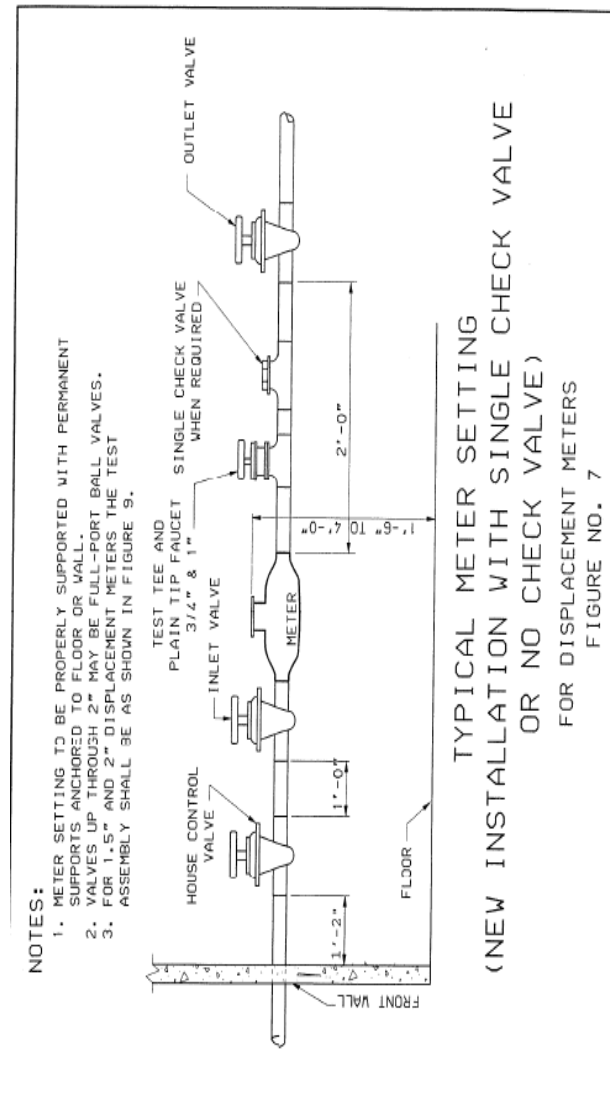 NOTES:
1. METER SETTING TO BE PROPERLY SUPPORTED WITH PERMANENT
SUPPORTS ANCHORED TO FLOOR OR WALL.
2. VALVES UP THROUGH 2" MAY BE FULL-PORT BALL VALVES.
3. FOR 1.5" AND 2" DISPLACEMENT METERS THE TEST
ASSEMBLY SHALL BE AS SHOWN IN FIGURE 9.
HOUSE CONTROL
VALVE
INLET VALVE
TEST TEE AND
PLAIN TIP FAUCET
3/4" & 1"
SINGLE CHECK VALVE
WHEN REQUIRED
OUTLET VALVE
METER
1'-2"
1'-0"
2'-0"
1'-6" TO 4'-0"
FRONT WALL
FLOOR
TYPICAL METER SETTING
(NEW INSTALLATION WITH SINGLE CHECK VALVE
OR NO CHECK VALVE)
FOR DISPLACEMENT METERS
FIGURE NO. 7